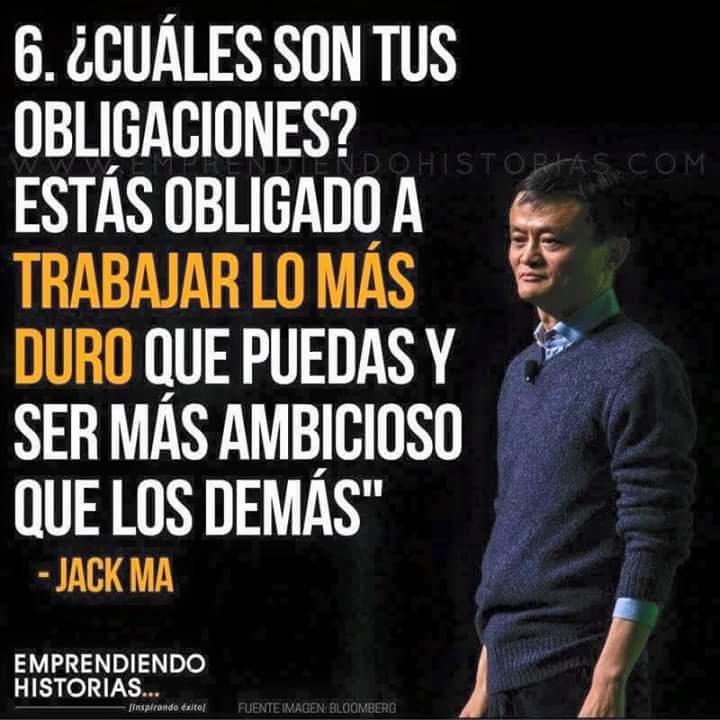 6. ¿CUÁLES SON TUS
OBLIGACIONES?
WWW.EMPRENDIENDOHISTORIAS.COM
ESTÁS OBLIGADO A
TRABAJAR LO MÁS
DURO QUE PUEDAS Y
SER MÁS AMBICIOSO
QUE LOS DEMÁS"
- JACK MA
EMPRENDIENDO
HISTORIAS...
[Inspirando éxito]
FUENTE IMAGEN: BLOOMBERG